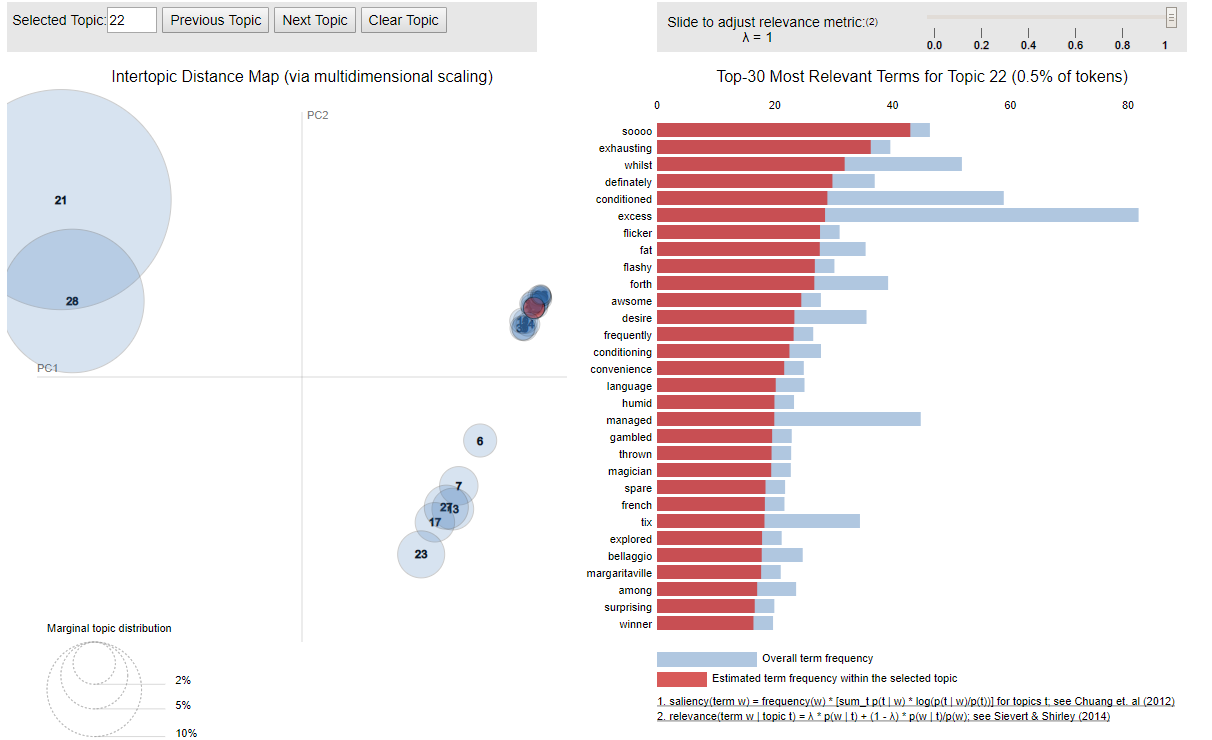 Selected Topic: 22 Previous Topic Next Topic Clear Topic
Slide to adjust relevance metric:(2)
λ = 1
0.0 0.2 0.4 0.6 0.8 1
Intertopic Distance Map (via multidimensional scaling)
PC2
PC1
21
28
6
7
27
13
17
23
Marginal topic distribution
2%
5%
10%
Top-30 Most Relevant Terms for Topic 22 (0.5% of tokens)
0 20 40 60 80
soooo
exhausting
whilst
definately
conditioned
excess
flicker
fat
flashy
forth
awsome
desire
frequently
conditioning
convenience
language
humid
managed
gambled
thrown
magician
spare
french
tix
explored
bellaggio
margaritaville
among
surprising
winner
Overall term frequency
Estimated term frequency within the selected topic
1. saliency(term w) = frequency(w) * [sum_t p(t | w) * log(p(t | w)/p(t))] for topics t; see Chuang et. al (2012)
2. relevance(term w | topic t) = λ * p(w | t) + (1 - λ) * p(w | t)/p(w); see Sievert & Shirley (2014)